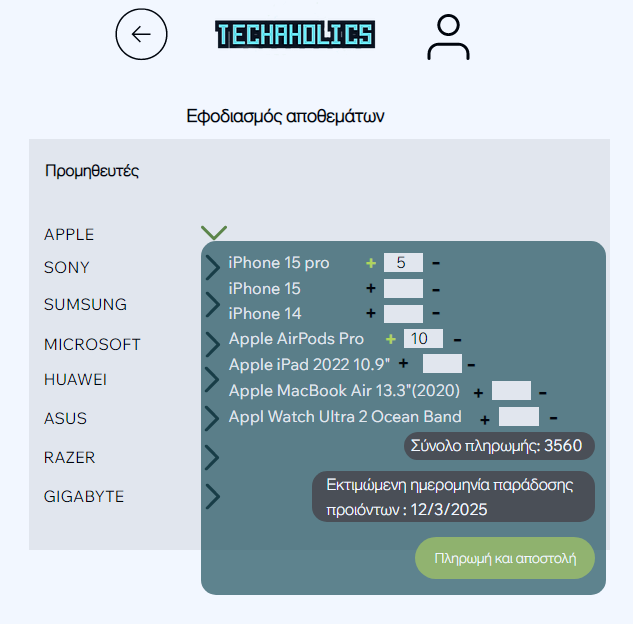 TECHAHOLICS
Εφοδιασμός αποθεμάτων
Προμηθευτές
APPLE
iPhone 15 pro + 5 -
iPhone 15 + -
iPhone 14 + -
Apple AirPods Pro + 10 -
Apple iPad 2022 10.9" + -
Apple MacBook Air 13.3"(2020) + -
Appl Watch Ultra 2 Ocean Band + -
Σύνολο πληρωμής: 3560
Εκτιμώμενη ημερομηνία παράδοσης
προιόντων : 12/3/2025
Πληρωμή και αποστολή
SONY
SUMSUNG
MICROSOFT
HUAWEI
ASUS
RAZER
GIGABYTE